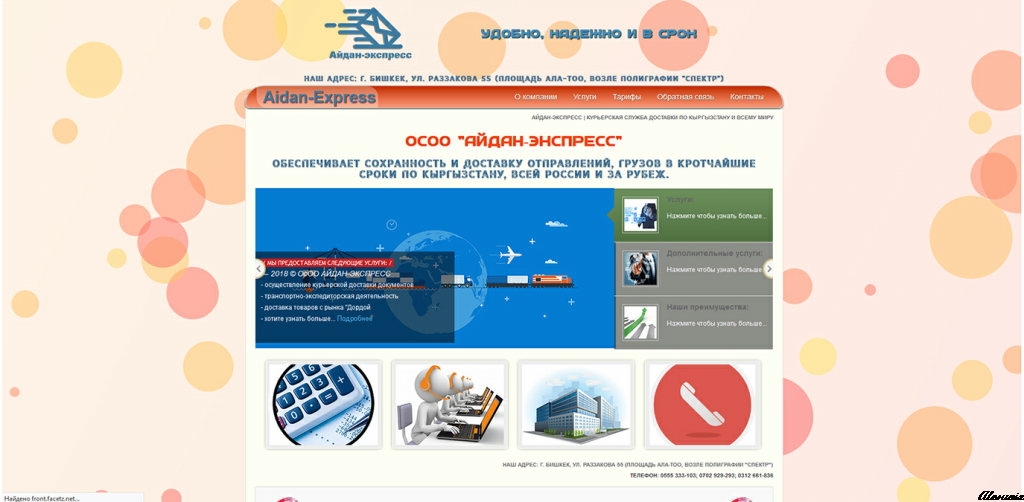 Айдан-экспресс
УДОБНО, НАДЕЖНО И В СРОН
НАШ АДРЕС: Г. БИШКЕК, УЛ. РАЗЗАКОВА 55 (ПЛОЩАДЬ АЛА-ТОО, ВОЗЛЕ ПОЛИГРАФИИ "СПЕКТР")
Aidan-Express
О компании Услуги Тарифы Обратная связь Контакты
АЙДАН-ЭКСПРЕСС | КУРЬЕРСКАЯ СЛУЖБА ДОСТАВКИ ПО КЫРГЫЗСТАНУ И ВСЕМУ МИРУ
ОСОО "АЙДАН-ЭКСПРЕСС"
ОБЕСПЕЧИВАЕТ СОХРАННОСТЬ И ДОСТАВКУ ОТПРАВЛЕНИЙ, ГРУЗОВ В КРОТЧАЙШИЕ
СРОКИ ПО КЫРГЫЗСТАНУ, ВСЕЙ РОССИИ И ЗА РУБЕЖ.
/ МЫ ПРЕДОСТАВЛЯЕМ СЛЕДУЮЩИЕ УСЛУГИ: /
- 2018 © ОсОО АЙДАН-ЭКСПРЕСС
- осуществление курьерской доставки документов
- транспортно-экспедиторская деятельность
- доставка товаров с рынка "Дордой
- хотите узнать больше... Подробнее!
Услуги:
Нажмите чтобы узнать больше...
Дополнительные услуги:
Нажмите чтобы узнать больше...
Наши преимущества:
Нажмите чтобы узнать больше...
НАШ АДРЕС: Г. БИШКЕК, УЛ. РАЗЗАКОВА 55 (ПЛОЩАДЬ АЛА-ТОО, ВОЗЛЕ ПОЛИГРАФИИ "СПЕКТР")
ТЕЛЕФОН: 0555 333-103; 0702 929-293; 0312 661-836
Найдено front.facetz.net...